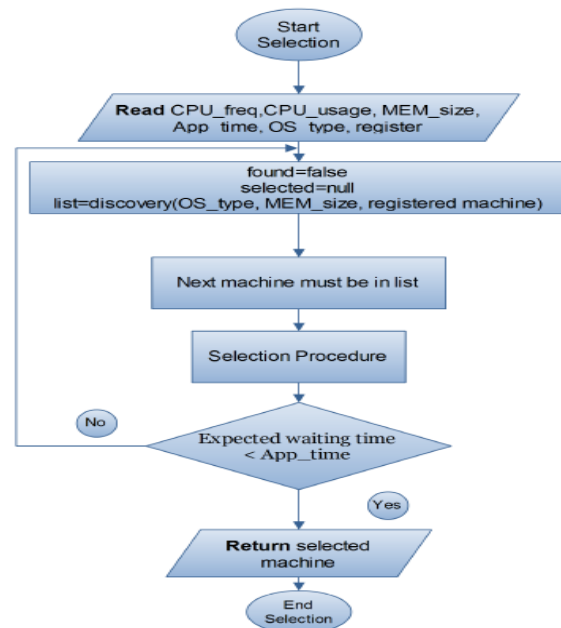 Start
Selection
Read CPU_freq,CPU_usage, MEM_size,
App_time, OS_type, register
found=false
selected=null
list=discovery(OS_type, MEM_size, registered machine)
Next machine must be in list
Selection Procedure
No
Expected waiting time
< App_time
Yes
Return selected
machine
End
Selection